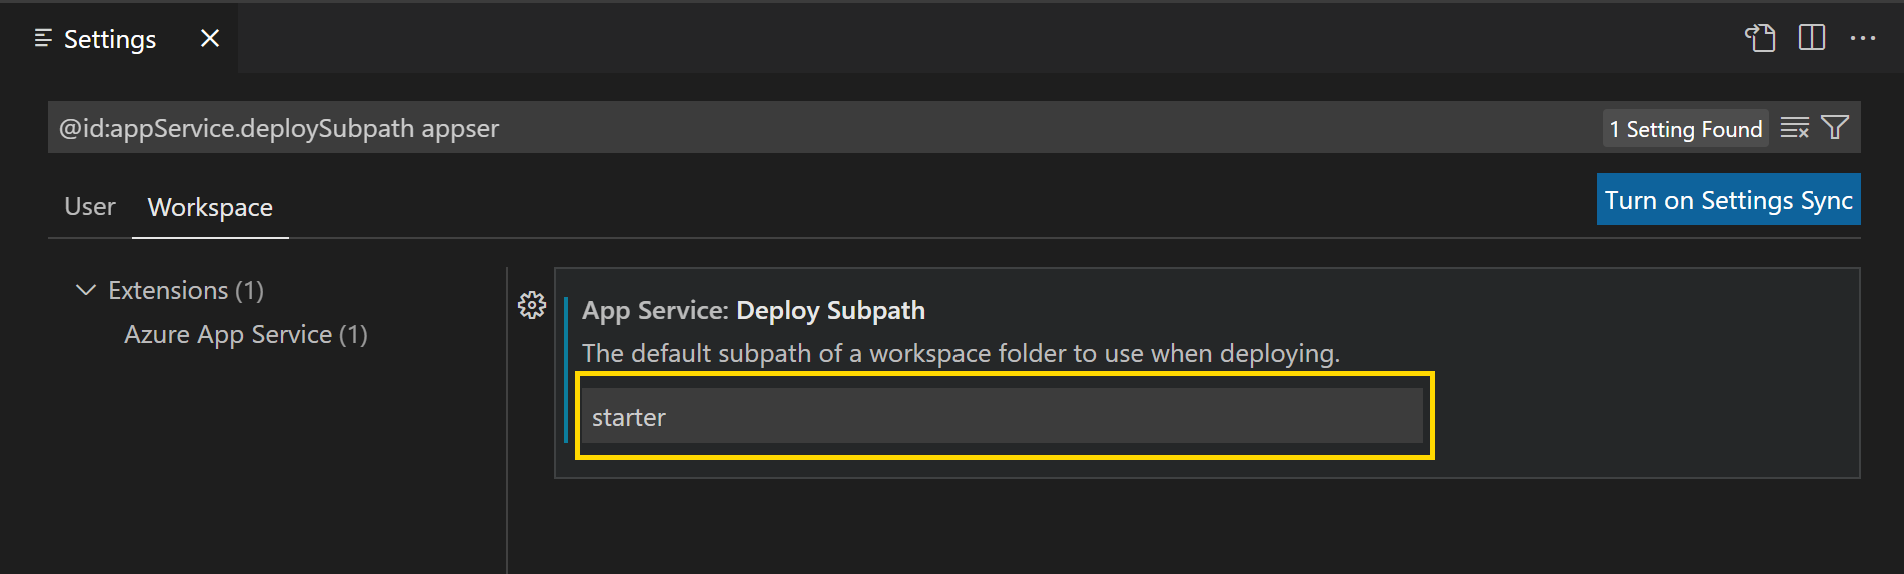 Settings
@id:appService.deploySubpath appser
1 Setting Found
User
Workspace
Turn on Settings Sync
Extensions (1)
Azure App Service (1)
App Service: Deploy Subpath
The default subpath of a workspace folder to use when deploying.
starter